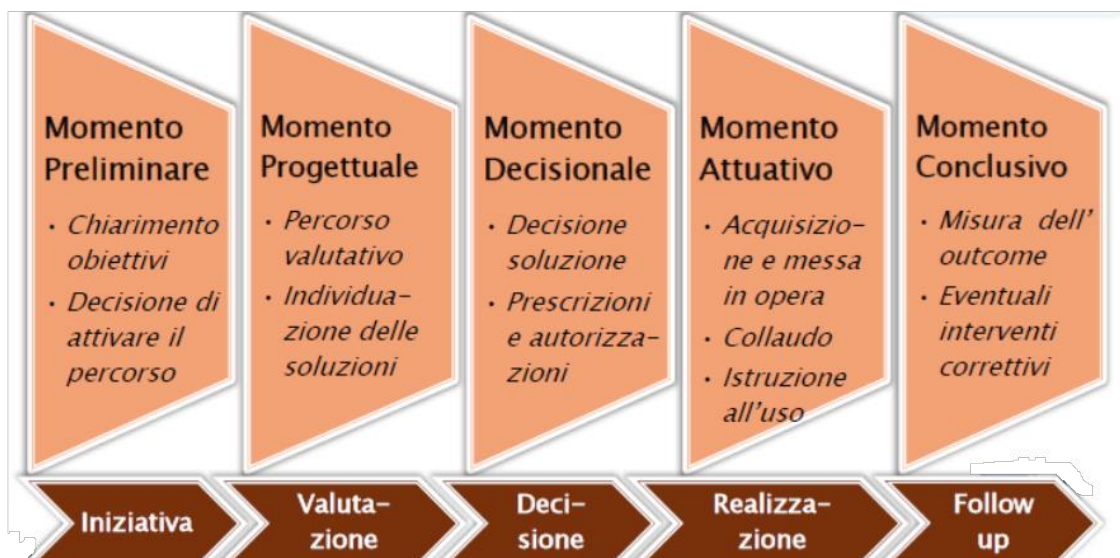 Momento
Preliminare
• Chiarimento
obiettivi
• Decisione di
attivare il
percorso
Momento
Progettuale
• Percorso
valutativo
• Individua-
zione delle
soluzioni
Momento
Decisionale
• Decisione
soluzione
• Prescrizioni
e autorizza-
zioni
Momento
Attuativo
• Acquisizio-
ne e messa
in opera
• Collaudo
• Istruzione
all'uso
Momento
Conclusivo
• Misura dell'
outcome
• Eventuali
interventi
correttivi
Iniziativa
Valuta-
zione
Deci-
sione
Realizza-
zione
Follow
up